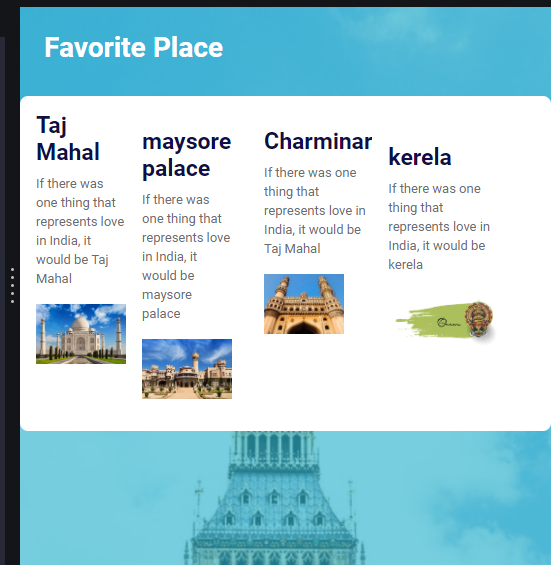 Favorite Place
Taj
Mahal
If there was
one thing that
represents love
in India, it
would be Taj
Mahal
maysore
palace
If there was
one thing that
represents love
in India, it
would be
maysore
palace
Charminar
If there was one
thing that
represents love in
India, it would be
Taj Mahal
kerela
If there was one
thing that
represents love in
India, it would be
kerela